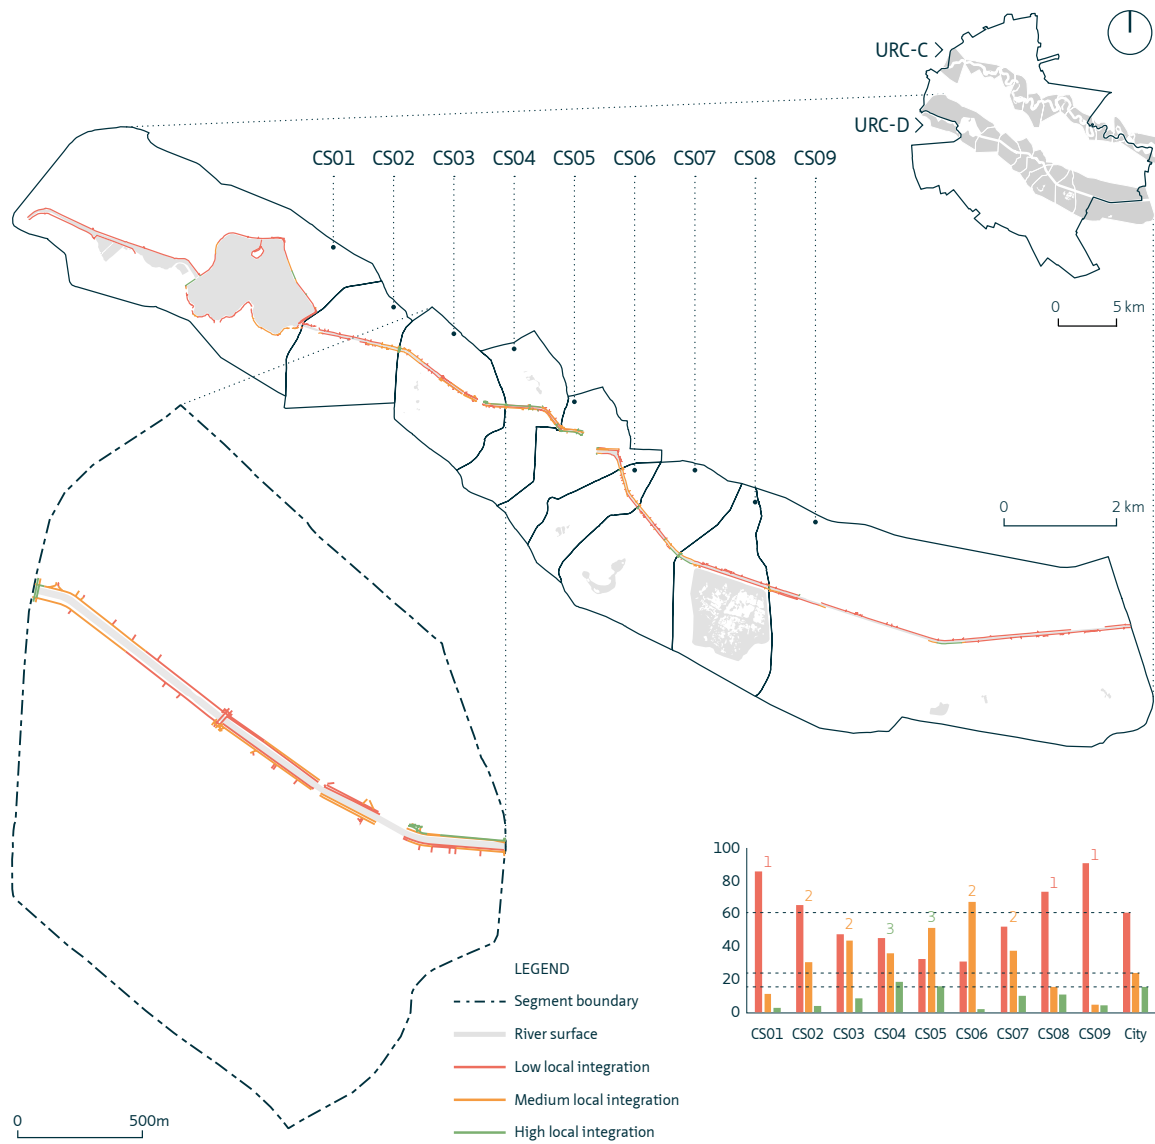 URC-C
URC-D
CS01 CS02 CS03 CS04 CS05 CS06 CS07 CS08 CS09
0 5 km
0 2 km
100
80
60
40
20
0
1 2 2 3 3 2 2 1 1
CS01 CS02 CS03 CS04 CS05 CS06 CS07 CS08 CS09 City
LEGEND
Segment boundary
River surface
Low local integration
Medium local integration
High local integration
0 500m